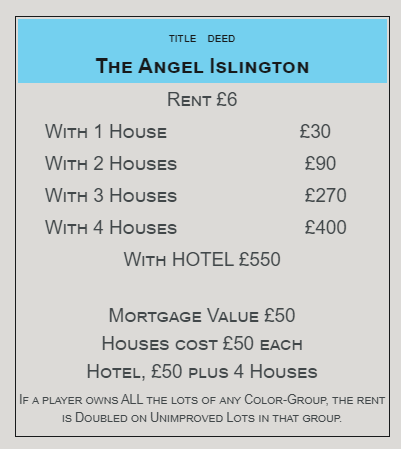 TITLE DEED
THE ANGEL ISLINGTON
RENT £6
WITH 1 HOUSE £30
WITH 2 HOUSES £90
WITH 3 HOUSES £270
WITH 4 HOUSES £400
WITH HOTEL £550
MORTGAGE VALUE £50
HOUSES COST £50 EACH
HOTEL, £50 PLUS 4 HOUSES
IF A PLAYER OWNS ALL THE LOTS OF ANY COLOR-GROUP, THE RENT
IS DOUBLED ON UNIMPROVED LOTS IN THAT GROUP.